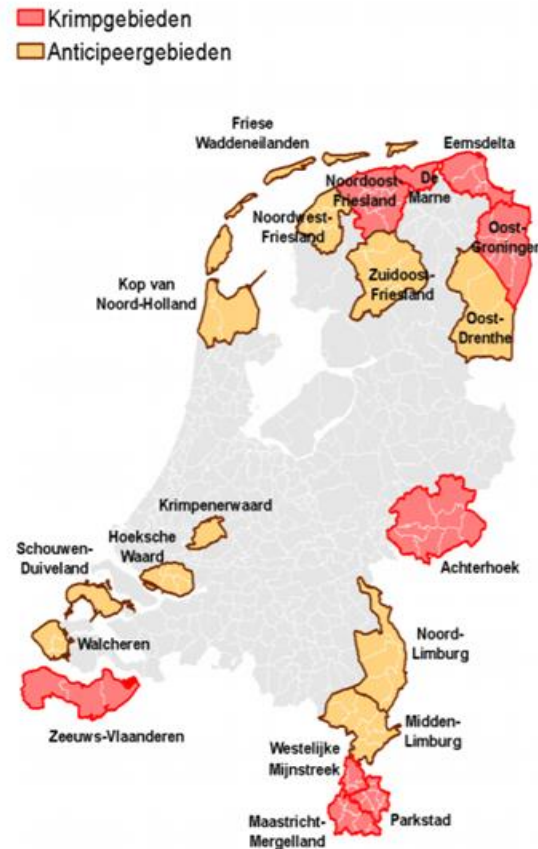 Krimpgebieden
Anticipeergebieden
Friese
Waddeneilanden
Eemsdelta
Noordoost-
Friesland
De
Marne
Noordwest-
Friesland
Oost-
Groningen
Kop van
Noord-Holland
Zuidoost-
Friesland
Oost-
Drenthe
Krimpenerwaard
Hoeksche
Waard
Schouwen-
Duiveland
Achterhoek
Walcheren
Noord-
Limburg
Zeeuws-Vlaanderen
Midden-
Limburg
Westelijke
Mijnstreek
Maastricht-
Mergelland
Parkstad